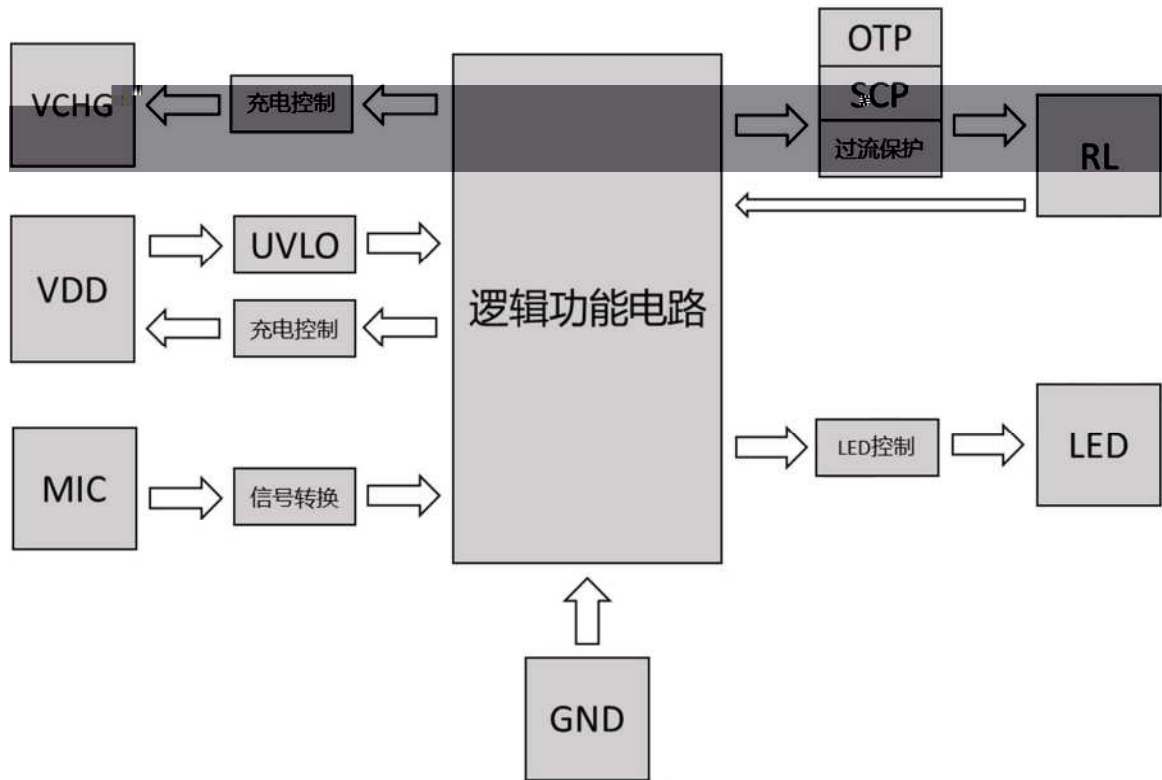 OTP
VCHG
充电控制
SCP
过流保护
RL
VDD
UVLO
充电控制
逻辑功能电路
MIC
信号转换
LED控制
LED
GND